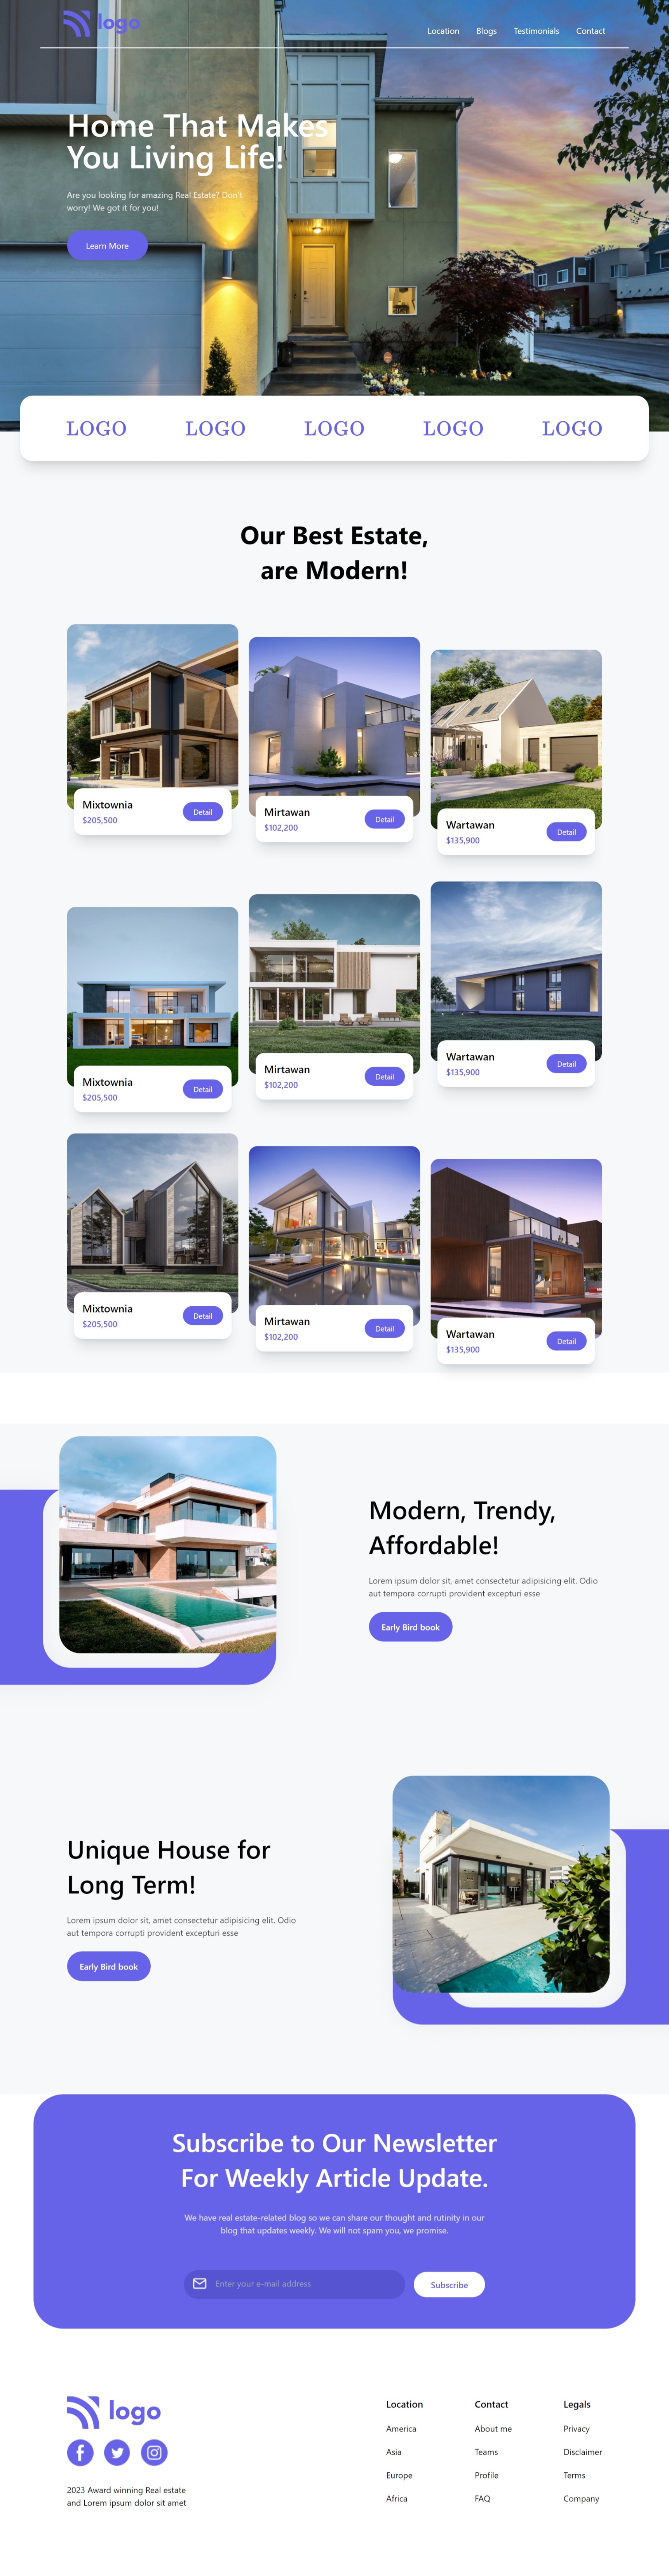 logo
Location Blogs Testimonials Contact
Home That Makes
You Living Life!
Are you looking for amazing Real Estate? Don't
worry! We got it for you!
Learn More
LOGO LOGO LOGO LOGO LOGO
Our Best Estate,
are Modern!
Mixtownia
$205,500
Detail
Mirtawan
$102,200
Detail
Wartawan
$135,900
Detail
Mixtownia
$205,500
Detail
Mirtawan
$102,200
Detail
Wartawan
$135,900
Detail
Mixtownia
$205,500
Detail
Mirtawan
$102,200
Detail
Wartawan
$135,900
Detail
Modern, Trendy,
Affordable!
Lorem ipsum dolor sit, amet consectetur adipisicing elit. Odio
aut tempora corrupti provident excepturi esse
Early Bird book
Unique House for
Long Term!
Lorem ipsum dolor sit, amet consectetur adipisicing elit. Odio
aut tempora corrupti provident excepturi esse
Early Bird book
Subscribe to Our Newsletter
For Weekly Article Update.
We have real estate-related blog so we can share our thought and rutinity in our
blog that updates weekly. We will not spam you, we promise.
Enter your e-mail address
Subscribe
logo
2023 Award winning Real estate
and Lorem ipsum dolor sit amet
Location
America
Asia
Europe
Africa
Contact
About me
Teams
Profile
FAQ
Legals
Privacy
Disclaimer
Terms
Company